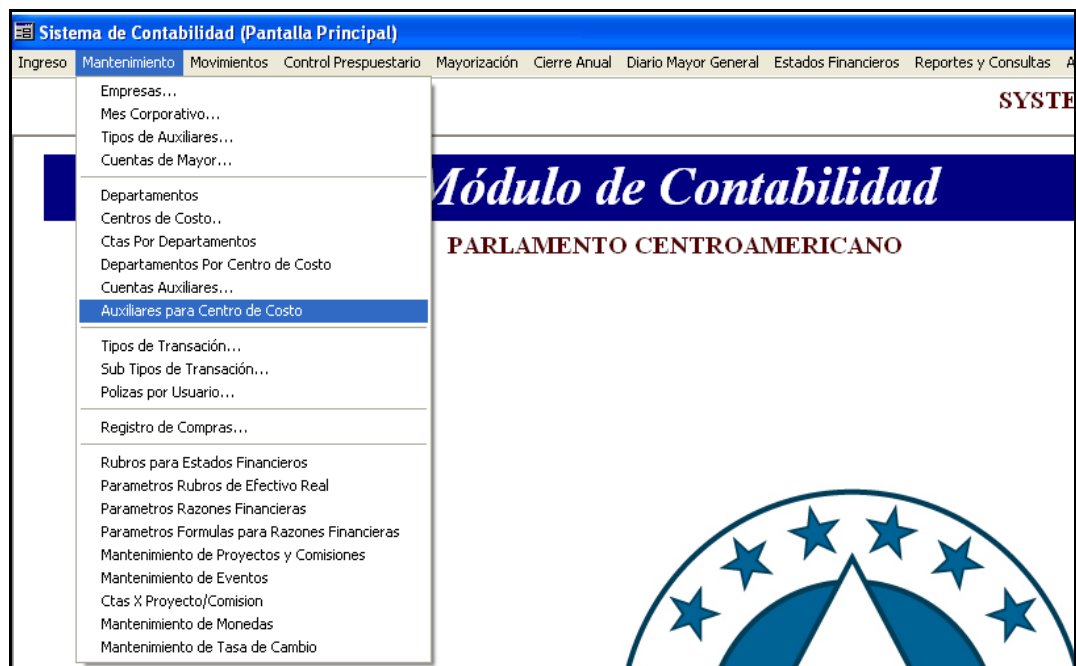 Sistema de Contabilidad (Pantalla Principal)
Ingreso Mantenimiento Movimientos Control Prespuestario Mayorización Cierre Anual Diario Mayor General Estados Financieros Reportes y Consultas A
SYSTE
Empresas...
Mes Corporativo...
Tipos de Auxiliares...
Cuentas de Mayor...
Módulo de Contabilidad
Departamentos
Centros de Costo..
Ctas Por Departamentos
PARLAMENTO CENTROAMERICANO
Departamentos Por Centro de Costo
Cuentas Auxiliares...
Auxiliares para Centro de Costo
Tipos de Transación...
Sub Tipos de Transación...
Polizas por Usuario...
Registro de Compras...
Rubros para Estados Financieros
Parametros Rubros de Efectivo Real
Parametros Razones Financieras
Parametros Formulas para Razones Financieras
Mantenimiento de Proyectos y Comisiones
Mantenimiento de Eventos
Ctas X Proyecto/Comision
Mantenimiento de Monedas
Mantenimiento de Tasa de Cambio